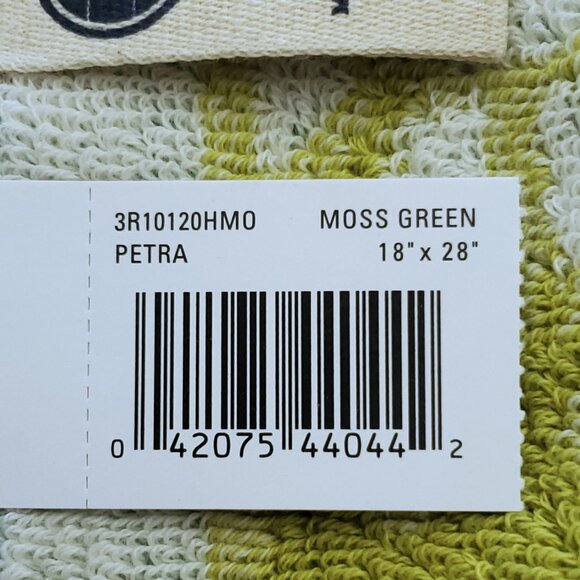 3R10120HMO MOSS GREEN
PETRA 18" x 28"
0 42075 44044 2